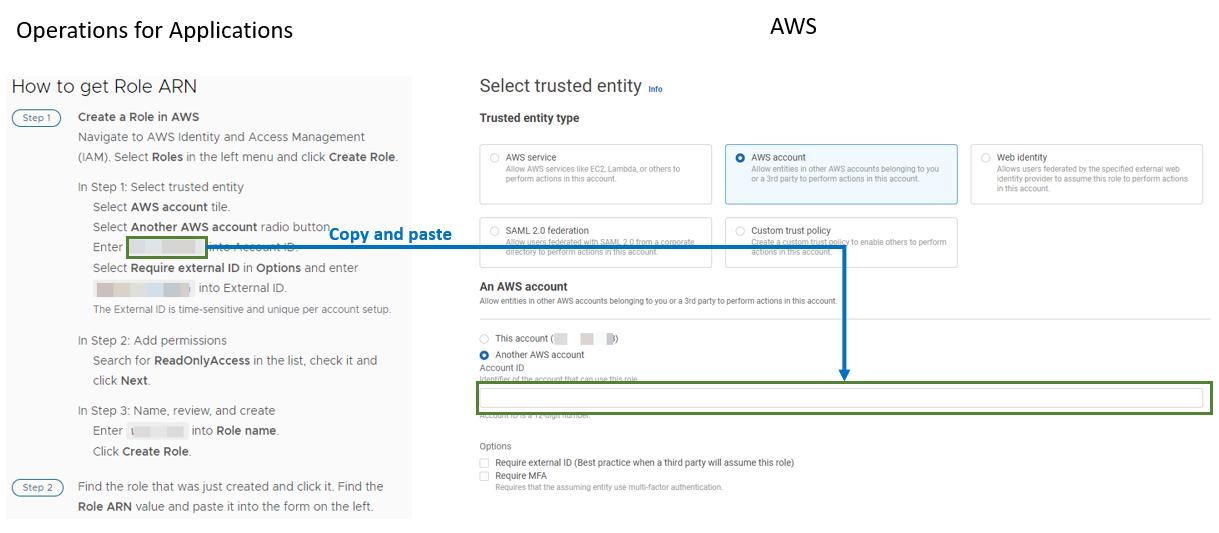 Operations for Applications
AWS
How to get Role ARN
Step 1
Create a Role in AWS
Navigate to AWS Identity and Access Management
(IAM). Select Roles in the left menu and click Create Role.
In Step 1: Select trusted entity
Select AWS account tile.
Select Another AWS account radio button.
Enter into Account ID.
Select Require external ID in Options and enter
into External ID.
The External ID is time-sensitive and unique per account setup.
In Step 2: Add permissions
Search for ReadOnlyAccess in the list, check it and
click Next.
In Step 3: Name, review, and create
Enter into Role name.
Click Create Role.
Step 2
Find the role that was just created and click it. Find the
Role ARN value and paste it into the form on the left.
Copy and paste
Select trusted entity Info
Trusted entity type
AWS service
Allow AWS services like EC2, Lambda, or others to
perform actions in this account.
AWS account
Allow entities in other AWS accounts belonging to you
or a 3rd party to perform actions in this account.
Web identity
Allows users federated by the specified external web
identity provider to assume this role to perform actions
in this account.
SAML 2.0 federation
Allow users federated with SAML 2.0 from a corporate
directory to perform actions in this account.
Custom trust policy
Create a custom trust policy to enable others to perform
actions in this account.
An AWS account
Allow entities in other AWS accounts belonging to you or a 3rd party to perform actions in this account.
This account ( )
Another AWS account
Account ID
Identifier of the account that can use this role
Account ID is a 12-digit number.
Options
Require external ID (Best practice when a third party will assume this role)
Require MFA
Requires that the assuming entity use multi-factor authentication.